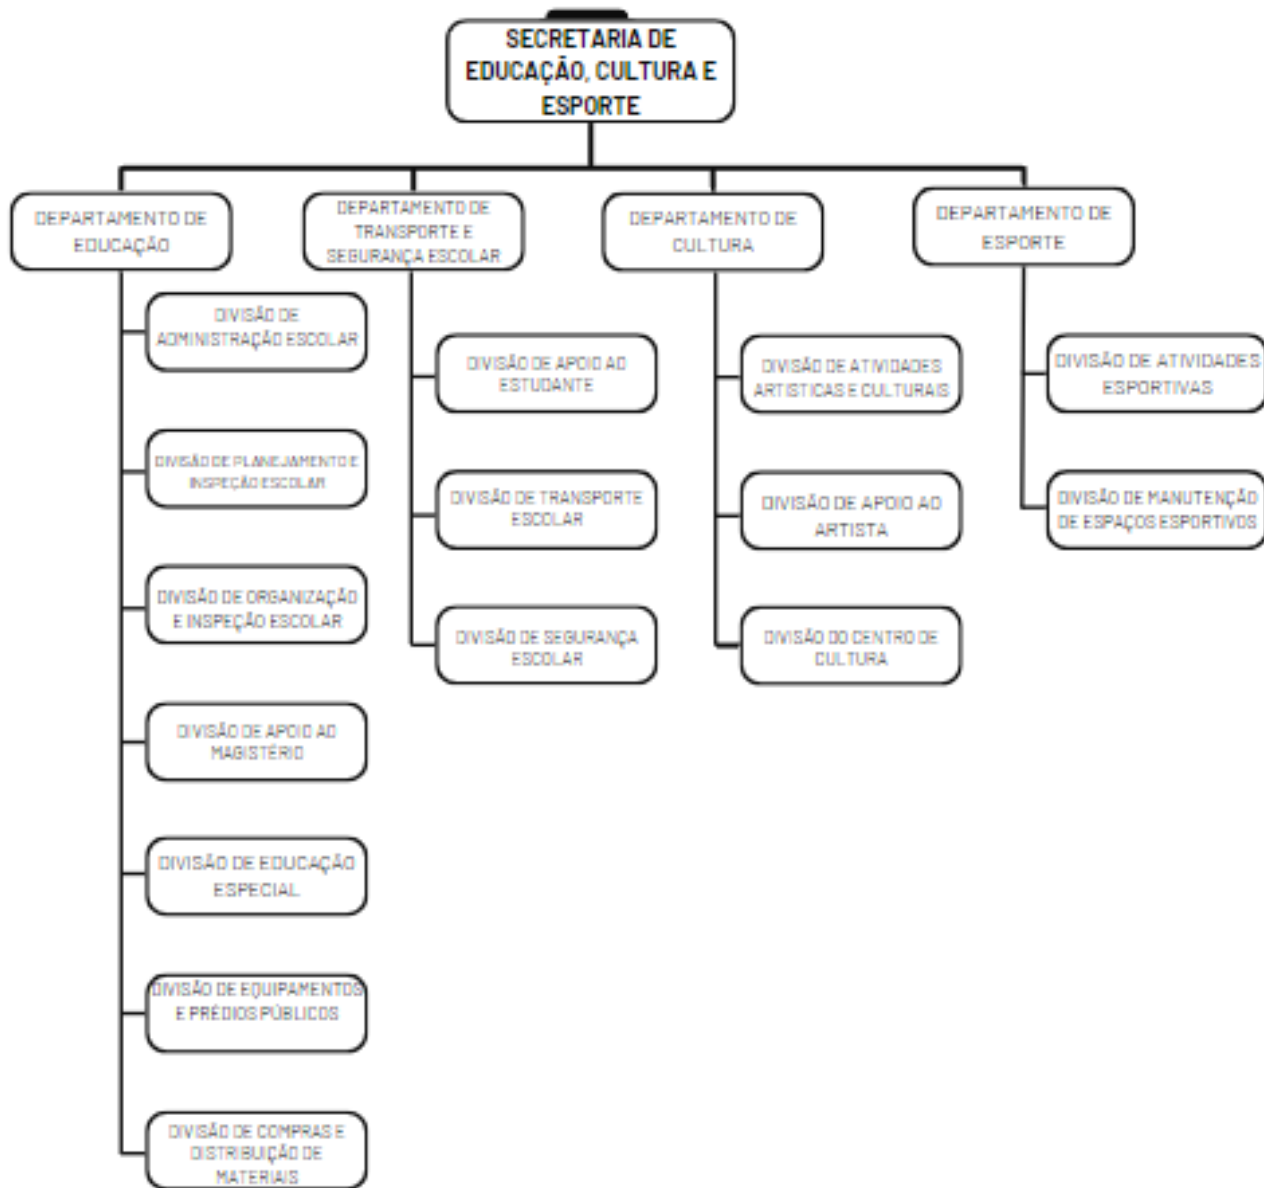 SECRETARIA DE
EDUCAÇÃO, CULTURA E
ESPORTE
DEPARTAMENTO DE
EDUCAÇÃO
DEPARTAMENTO DE
TRANSPORTE E
SEGURANÇA ESCOLAR
DEPARTAMENTO DE
CULTURA
DEPARTAMENTO DE
ESPORTE
DIVISÃO DE
ADMINISTRAÇÃO ESCOLAR
DIVISÃO DE PLANEJAMENTO E
INSPEÇÃO ESCOLAR
DIVISÃO DE ORGANIZAÇÃO
E INSPEÇÃO ESCOLAR
DIVISÃO DE APOIO AO
MAGISTÉRIO
DIVISÃO DE EDUCAÇÃO
ESPECIAL
DIVISÃO DE EQUIPAMENTOS
E PRÉDIOS PÚBLICOS
DIVISÃO DE COMPRAS E
DISTRIBUIÇÃO DE
MATERIAIS
DIVISÃO DE APOIO AO
ESTUDANTE
DIVISÃO DE TRANSPORTE
ESCOLAR
DIVISÃO DE SEGURANÇA
ESCOLAR
DIVISÃO DE ATIVIDADES
ARTISTICAS E CULTURAIS
DIVISÃO DE APOIO AO
ARTISTA
DIVISÃO DO CENTRO DE
CULTURA
DIVISÃO DE ATIVIDADES
ESPORTIVAS
DIVISÃO DE MANUTENÇÃO
DE ESPAÇOS ESPORTIVOS